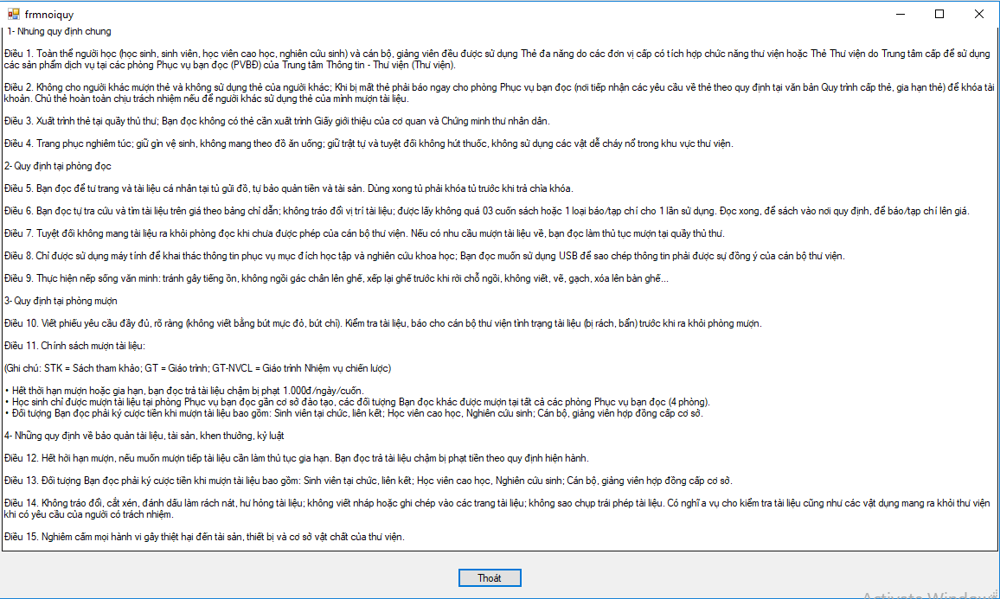 frmnoiquy
1- Nhưng quy định chung
Điều 1. Toàn thể người học (học sinh, sinh viên, học viên cao học, nghiên cứu sinh) và cán bộ, giảng viên đều được sử dụng Thẻ đa năng do các đơn vị cấp có tích hợp chức năng thư viện hoặc Thẻ Thư viện do Trung tâm cấp để sử dụng
các sản phẩm dịch vụ tại các phòng Phục vụ bạn đọc (PVBĐ) của Trung tâm Thông tin - Thư viện (Thư viện).
Điều 2. Không cho người khác mượn thẻ và không sử dụng thẻ của người khác; Khi bị mất thẻ phải báo ngay cho phòng Phục vụ bạn đọc (nơi tiếp nhận các yêu cầu về thẻ theo quy định tại văn bản Quy trình cấp thẻ, gia hạn thẻ) để khóa tài
khoản. Chủ thẻ hoàn toàn chịu trách nhiệm nếu để người khác sử dụng thẻ của mình mượn tài liệu.
Điều 3. Xuất trình thẻ tại quầy thủ thư; Bạn đọc không có thẻ cần xuất trình Giấy giới thiệu của cơ quan và Chứng minh thư nhân dân.
Điều 4. Trang phục nghiêm túc; giữ gìn vệ sinh, không mang theo đồ ăn uống; giữ trật tự và tuyệt đối không hút thuốc, không sử dụng các vật dễ cháy nổ trong khu vực thư viện.
2- Quy định tại phòng đọc
Điều 5. Bạn đọc để tư trang và tài liệu cá nhân tại tủ gửi đồ, tự bảo quản tiền và tài sản. Dùng xong tủ phải khóa tủ trước khi trả chìa khóa.
Điều 6. Bạn đọc tự tra cứu và tìm tài liệu trên giá theo bảng chỉ dẫn; không tráo đổi vị trí tài liệu; được lấy không quá 03 cuốn sách hoặc 1 loại báo/tạp chí cho 1 lần sử dụng. Đọc xong, để sách vào nơi quy định, để báo/tạp chí lên giá.
Điều 7. Tuyệt đối không mang tài liệu ra khỏi phòng đọc khi chưa được phép của cán bộ thư viện. Nếu có nhu cầu mượn tài liệu về, bạn đọc làm thủ tục mượn tại quầy thủ thư.
Điều 8. Chỉ được sử dụng máy tính để khai thác thông tin phục vụ mục đích học tập và nghiên cứu khoa học; Bạn đọc muốn sử dụng USB để sao chép thông tin phải được sự đồng ý của cán bộ thư viện.
Điều 9. Thực hiện nếp sống văn minh: tránh gây tiếng ồn, không ngồi gác chân lên ghế, xếp lại ghế trước khi rời chỗ ngồi, không viết, vẽ, gạch, xóa lên bàn ghế...
3- Quy định tại phòng mượn
Điều 10. Viết phiếu yêu cầu đầy đủ, rõ ràng (không viết bằng bút mực đỏ, bút chì). Kiểm tra tài liệu, báo cho cán bộ thư viện tình trạng tài liệu (bị rách, bẩn) trước khi ra khỏi phòng mượn.
Điều 11. Chính sách mượn tài liệu:
(Ghi chú: STK = Sách tham khảo; GT = Giáo trình; GT-NVCL = Giáo trình Nhiệm vụ chiến lược)
• Hết thời hạn mượn hoặc gia hạn, bạn đọc trả tài liệu chậm bị phạt 1.000đ/ngày/cuốn.
• Học sinh chỉ được mượn tài liệu tại phòng Phục vụ bạn đọc gần cơ sở đào tạo, các đối tượng Bạn đọc khác được mượn tại tất cả các phòng Phục vụ bạn đọc (4 phòng).
• Đối tượng Bạn đọc phải ký cược tiền khi mượn tài liệu bao gồm: Sinh viên tại chức, liên kết; Học viên cao học, Nghiên cứu sinh; Cán bộ, giảng viên hợp đồng cấp cơ sở.
4- Những quy định về bảo quản tài liệu, tài sản, khen thưởng, kỷ luật
Điều 12. Hết hời hạn mượn, nếu muốn mượn tiếp tài liệu cần làm thủ tục gia hạn. Bạn đọc trả tài liệu chậm bị phạt tiền theo quy định hiện hành.
Điều 13. Đối tượng Bạn đọc phải ký cược tiền khi mượn tài liệu bao gồm: Sinh viên tại chức, liên kết; Học viên cao học, Nghiên cứu sinh; Cán bộ, giảng viên hợp đồng cấp cơ sở.
Điều 14. Không tráo đổi, cắt xén, đánh dấu làm rách nát, hư hỏng tài liệu; không viết nháp hoặc ghi chép vào các trang tài liệu; không sao chụp trái phép tài liệu. Có nghĩa vụ cho kiểm tra tài liệu cũng như các vật dụng mang ra khỏi thư viện
khi có yêu cầu của người có trách nhiệm.
Điều 15. Nghiêm cấm mọi hành vi gây thiệt hại đến tài sản, thiết bị và cơ sở vật chất của thư viện.
Thoát
Activate Windows